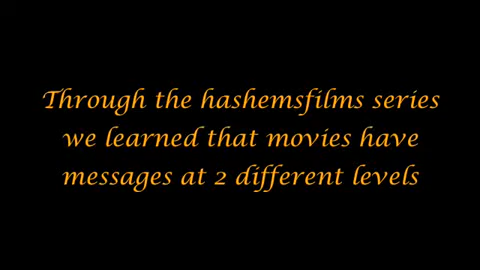 Through the hashemsfilms series
we learned that movies have
messages at 2 different levels